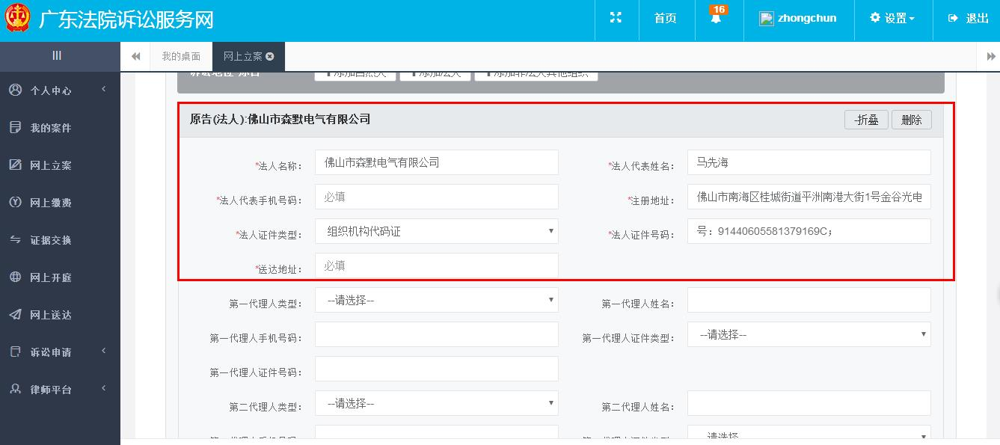 广东法院诉讼服务网
首页
16
zhongchun
设置
退出
我的桌面
网上立案
个人中心
我的案件
网上立案
网上缴费
证据交换
网上开庭
网上送达
诉讼申请
律师平台
原告(法人):佛山市森默电气有限公司
-折叠 删除
*法人名称： 佛山市森默电气有限公司 *法人代表姓名： 马先海
*法人代表手机号码： 必填 *注册地址： 佛山市南海区桂城街道平洲南港大街1号金谷光电
*法人证件类型： 组织机构代码证 *法人证件号码： 号：91440605581379169C；
*送达地址： 必填
第一代理人类型： --请选择-- 第一代理人姓名：
第一代理人手机号码： 第一代理人证件类型： --请选择--
第一代理人证件号码：
第二代理人类型： --请选择-- 第二代理人姓名：
--请选择--